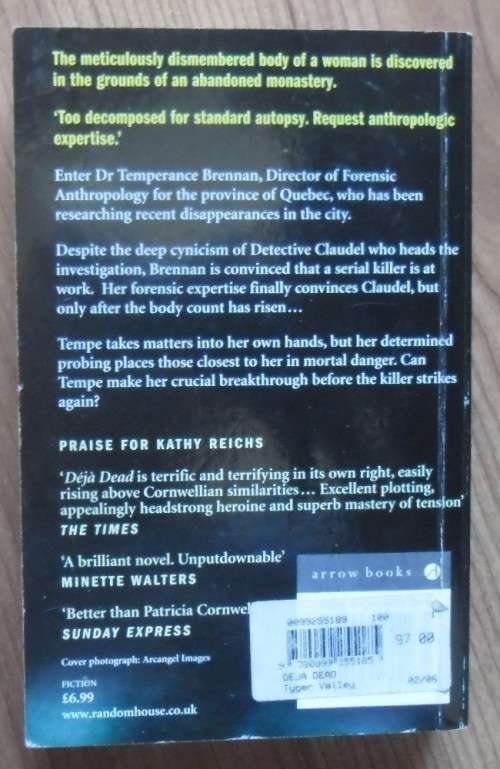 The meticulously dismembered body of a woman is discovered
in the grounds of an abandoned monastery.
'Too decomposed for standard autopsy. Request anthropologic
expertise.'
Enter Dr Temperance Brennan, Director of Forensic
Anthropology for the province of Quebec, who has been
researching recent disappearances in the city.
Despite the deep cynicism of Detective Claudel who heads the
investigation, Brennan is convinced that a serial killer is at
work. Her forensic expertise finally convinces Claudel, but
only after the body count has risen…
Tempe takes matters into her own hands, but her determined
probing places those closest to her in mortal danger. Can
Tempe make her crucial breakthrough before the killer strikes
again?
PRAISE FOR KATHY REICHS
'Déjà Dead is terrific and terrifying in its own right, easily
rising above Cornwellian similarities… Excellent plotting,
appealingly headstrong heroine and superb mastery of tension'
THE TIMES
'A brilliant novel. Unputdownable'
MINETTE WALTERS
'Better than Patricia Cornwel
SUNDAY EXPRESS
Cover photograph: Arcangel Images
FICTION
£6.99
www.randomhouse.co.uk
arrow books
0099255189 100
97 00
DEJA DEAD
Tyger Valley
02/06